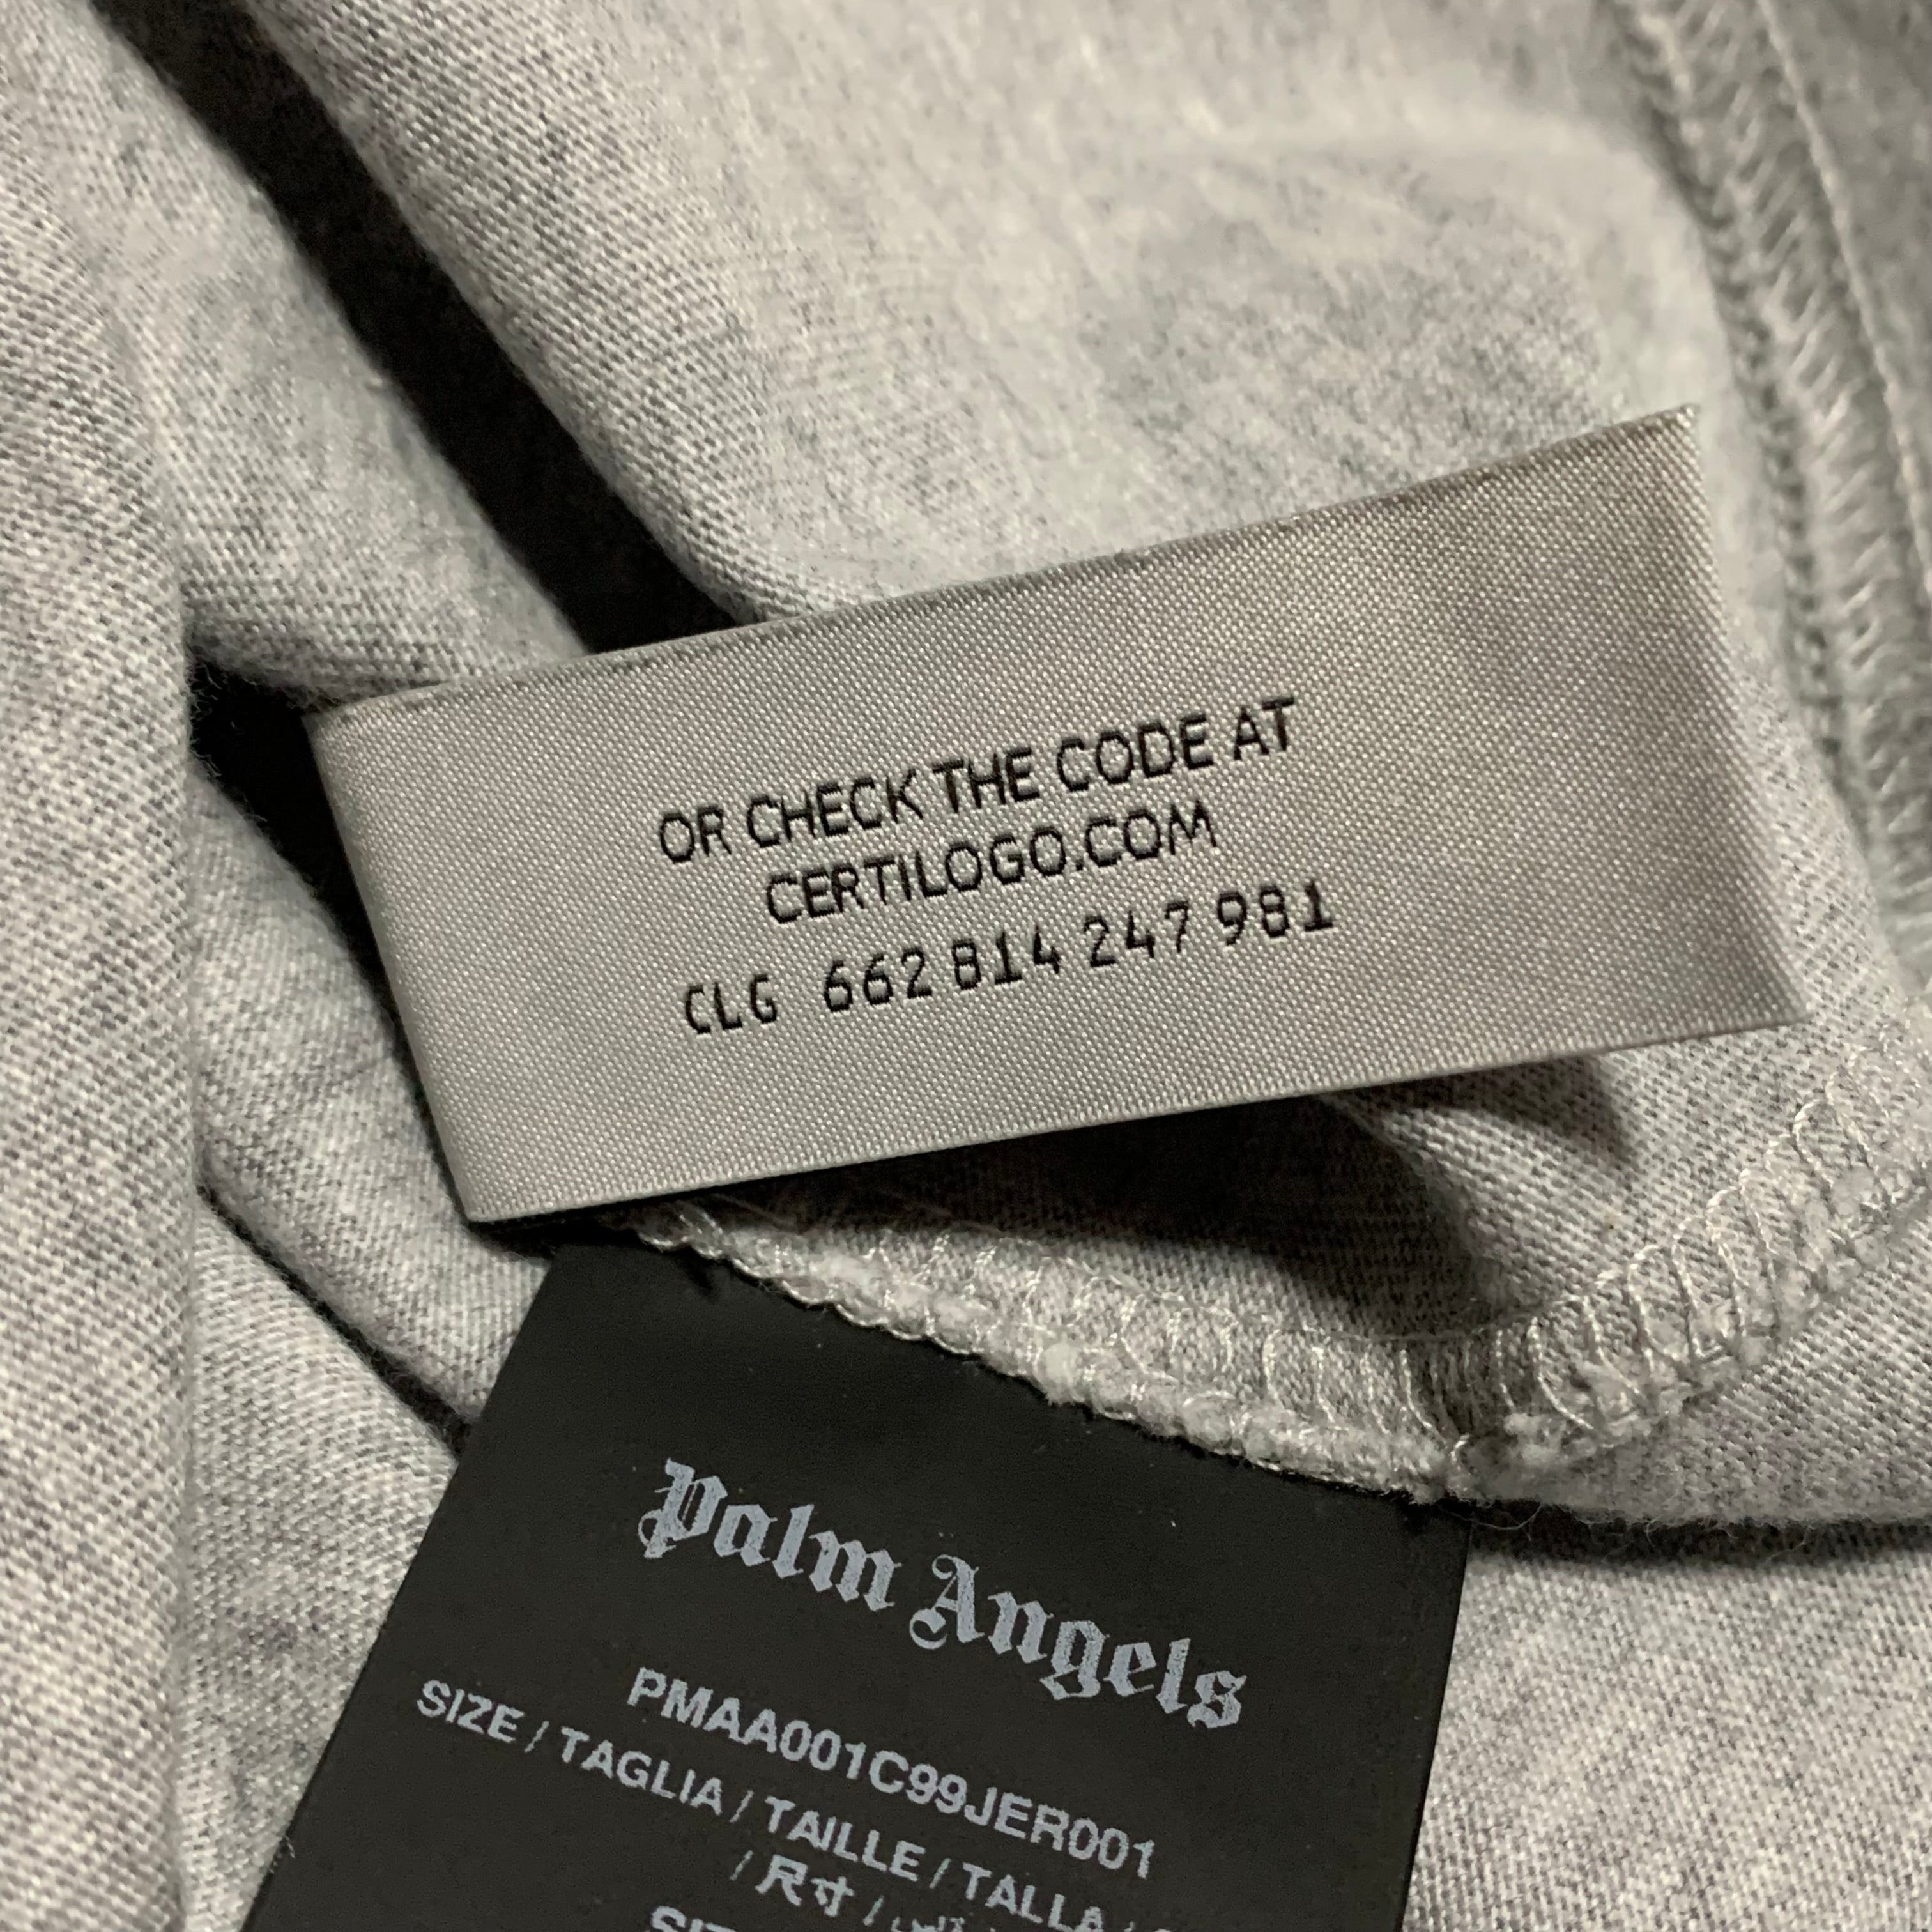 OR CHECK THE CODE AT
CERTILOGO.COM
CLG 662 814 247 981
Palm Angels
PMAA001C99JER001
SIZE / TAGLIA / TAILLE / TALLA /
/ 尺寸 /